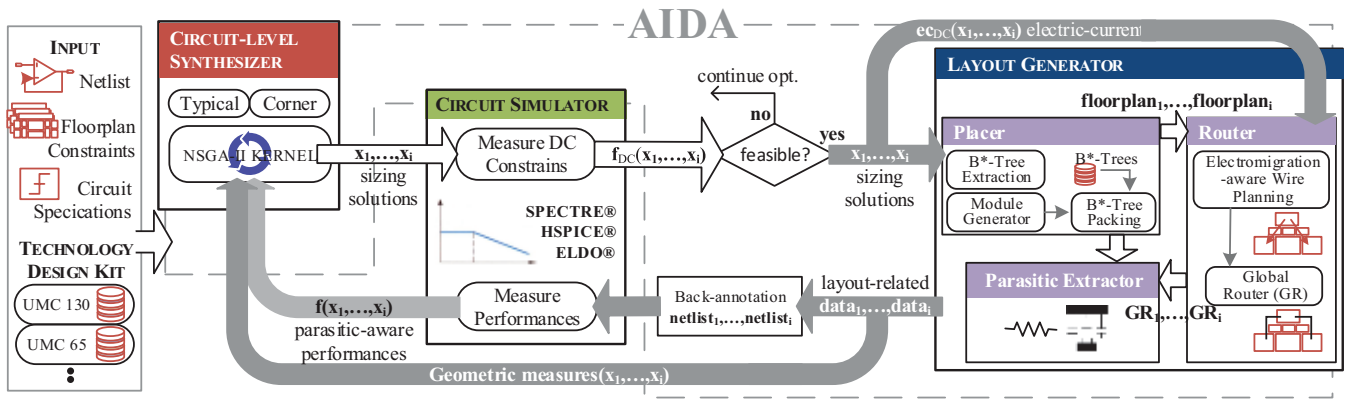 AIDA
INPUT
Netlist
Floorplan
Constraints
Circuit
Specications
TECHNOLOGY
DESIGN KIT
UMC 130
UMC 65
CIRCUIT-LEVEL
SYNTHESIZER
Typical
Corner
NSGA-II KERNEL
x1,…,xi
sizing
solutions
CIRCUIT SIMULATOR
Measure DC
Constrains
SPECTRE®
HSPICE®
ELDO®
Measure
Performances
f(x1,…,xi)
parasitic-aware
performances
fDC(x1,…,xi)
continue opt.
no
feasible?
yes
x1,…,xi
sizing
solutions
ecDC(x1,…,xi) electric-current
LAYOUT GENERATOR
floorplan1,…,floorplani
Placer
B*-Tree
Extraction
B*-Trees
Module
Generator
B*-Tree
Packing
Router
Electromigration
-aware Wire
Planning
Global
Router (GR)
GR1,…,GRi
Parasitic Extractor
layout-related
data1,…,datai
Back-annotation
netlist1,…,netlisti
Geometric measures(x1,…,xi)